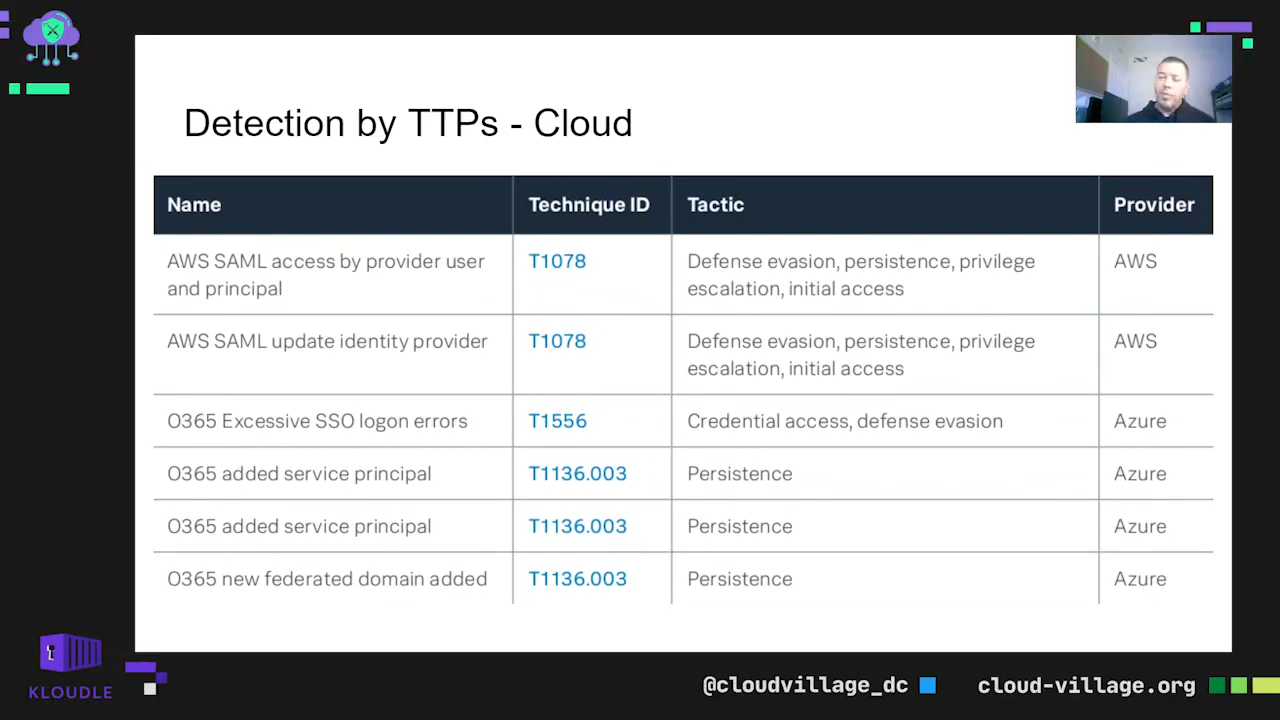 Detection by TTPs - Cloud
Name Technique ID Tactic Provider
AWS SAML access by provider user
and principal
T1078
Defense evasion, persistence, privilege
escalation, initial access
AWS
AWS SAML update identity provider
T1078
Defense evasion, persistence, privilege
escalation, initial access
AWS
O365 Excessive SSO logon errors T1556 Credential access, defense evasion Azure
O365 added service principal T1136.003 Persistence Azure
O365 added service principal T1136.003 Persistence Azure
O365 new federated domain added T1136.003 Persistence Azure
KLOUDLE
@cloudvillage_dc
cloud-village.org